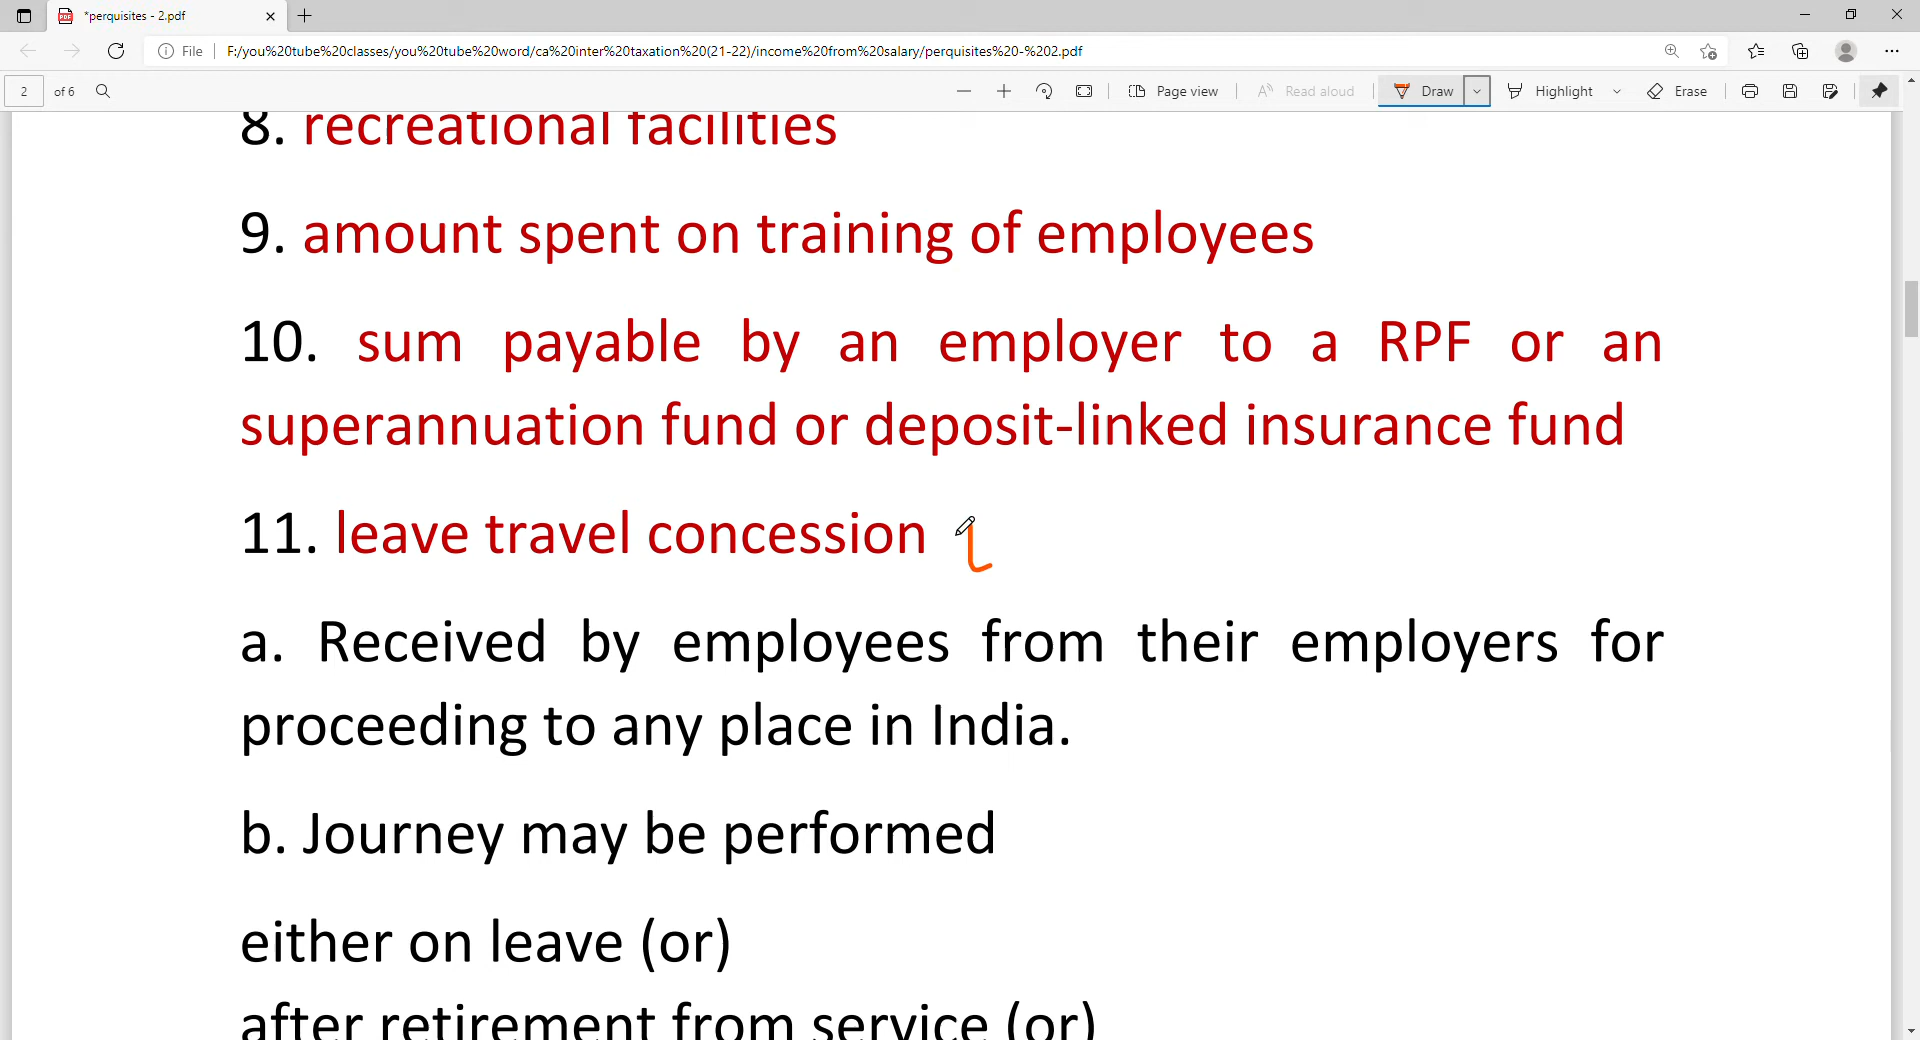 *perquisites - 2.pdf
File F:/you%20tube%20classes/you%20tube%20word/ca%20inter%20taxation%20(21-22)/income%20from%20salary/perquisites%20-%202.pdf
2 of 6 Page view Read aloud Draw Highlight Erase
8. recreational facilities
9. amount spent on training of employees
10. sum payable by an employer to a RPF or an
superannuation fund or deposit-linked insurance fund
11. leave travel concession L
a. Received by employees from their employers for
proceeding to any place in India.
b. Journey may be performed
either on leave (or)
after retirement from service (or)